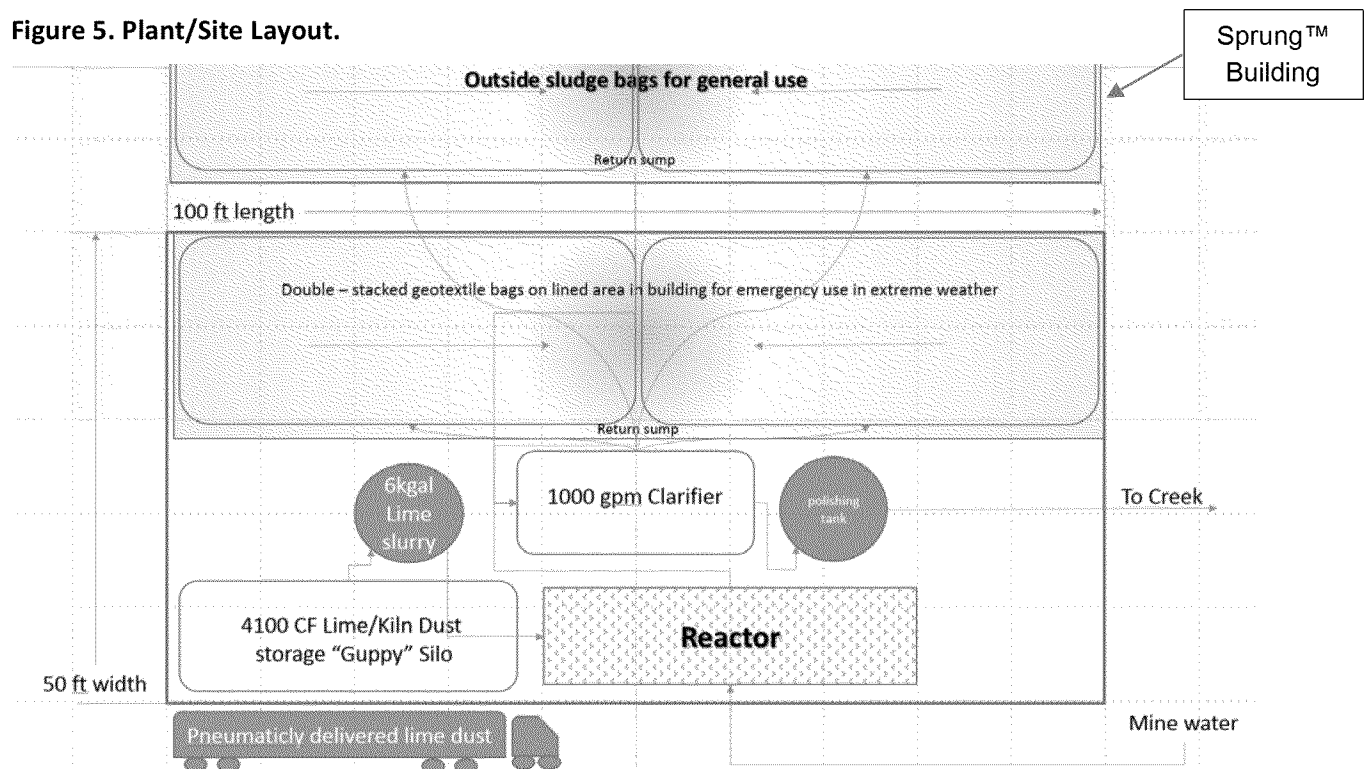 Figure 5. Plant/Site Layout.
Sprung™
Building
Outside sludge bags for general use
Return sump
100 ft length
Double – stacked geotextile bags on lined area in building for emergency use in extreme weather
Return sump
6kgal
Lime
slurry
1000 gpm Clarifier
polishing
tank
To Creek
4100 CF Lime/Kiln Dust
storage “Guppy” Silo
Reactor
50 ft width
Mine water
Pneumaticly delivered lime dust